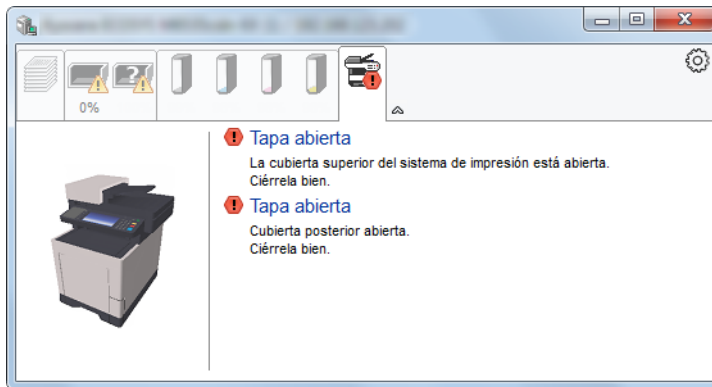 ?
0%
Tapa abierta
La cubierta superior del sistema de impresión está abierta.
Ciérrela bien.
Tapa abierta
Cubierta posterior abierta.
Ciérrela bien.